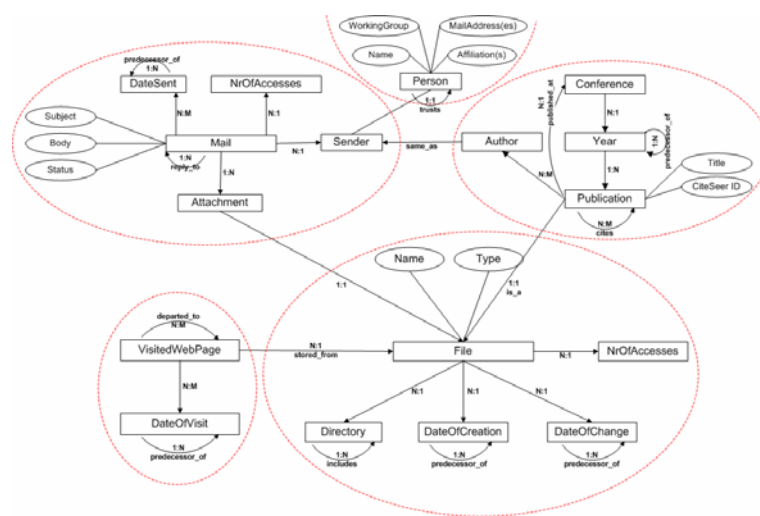 WorkingGroup
MailAddress(es)
Name
Affiliation(s)
Person
1:1
trusts
predecessor_of
1:N
DateSent
NrOfAccesses
N:M
N:1
Subject
Body
Status
Mail
1:N
reply_to
N:1
Sender
1:N
Attachment
same_as
Author
Conference
N:1
published_at
N:1
Year
1:N
predecessor_of
1:N
N:M
Publication
Title
CiteSeer ID
N:M
cites
1:1
Name
Type
1:1
is_a
departed_to
N:M
VisitedWebPage
N:1
stored_from
File
N:1
NrOfAccesses
N:M
DateOfVisit
1:N
predecessor_of
N:1
N:1
N:1
Directory
1:N
includes
DateOfCreation
1:N
predecessor_of
DateOfChange
1:N
predecessor_of